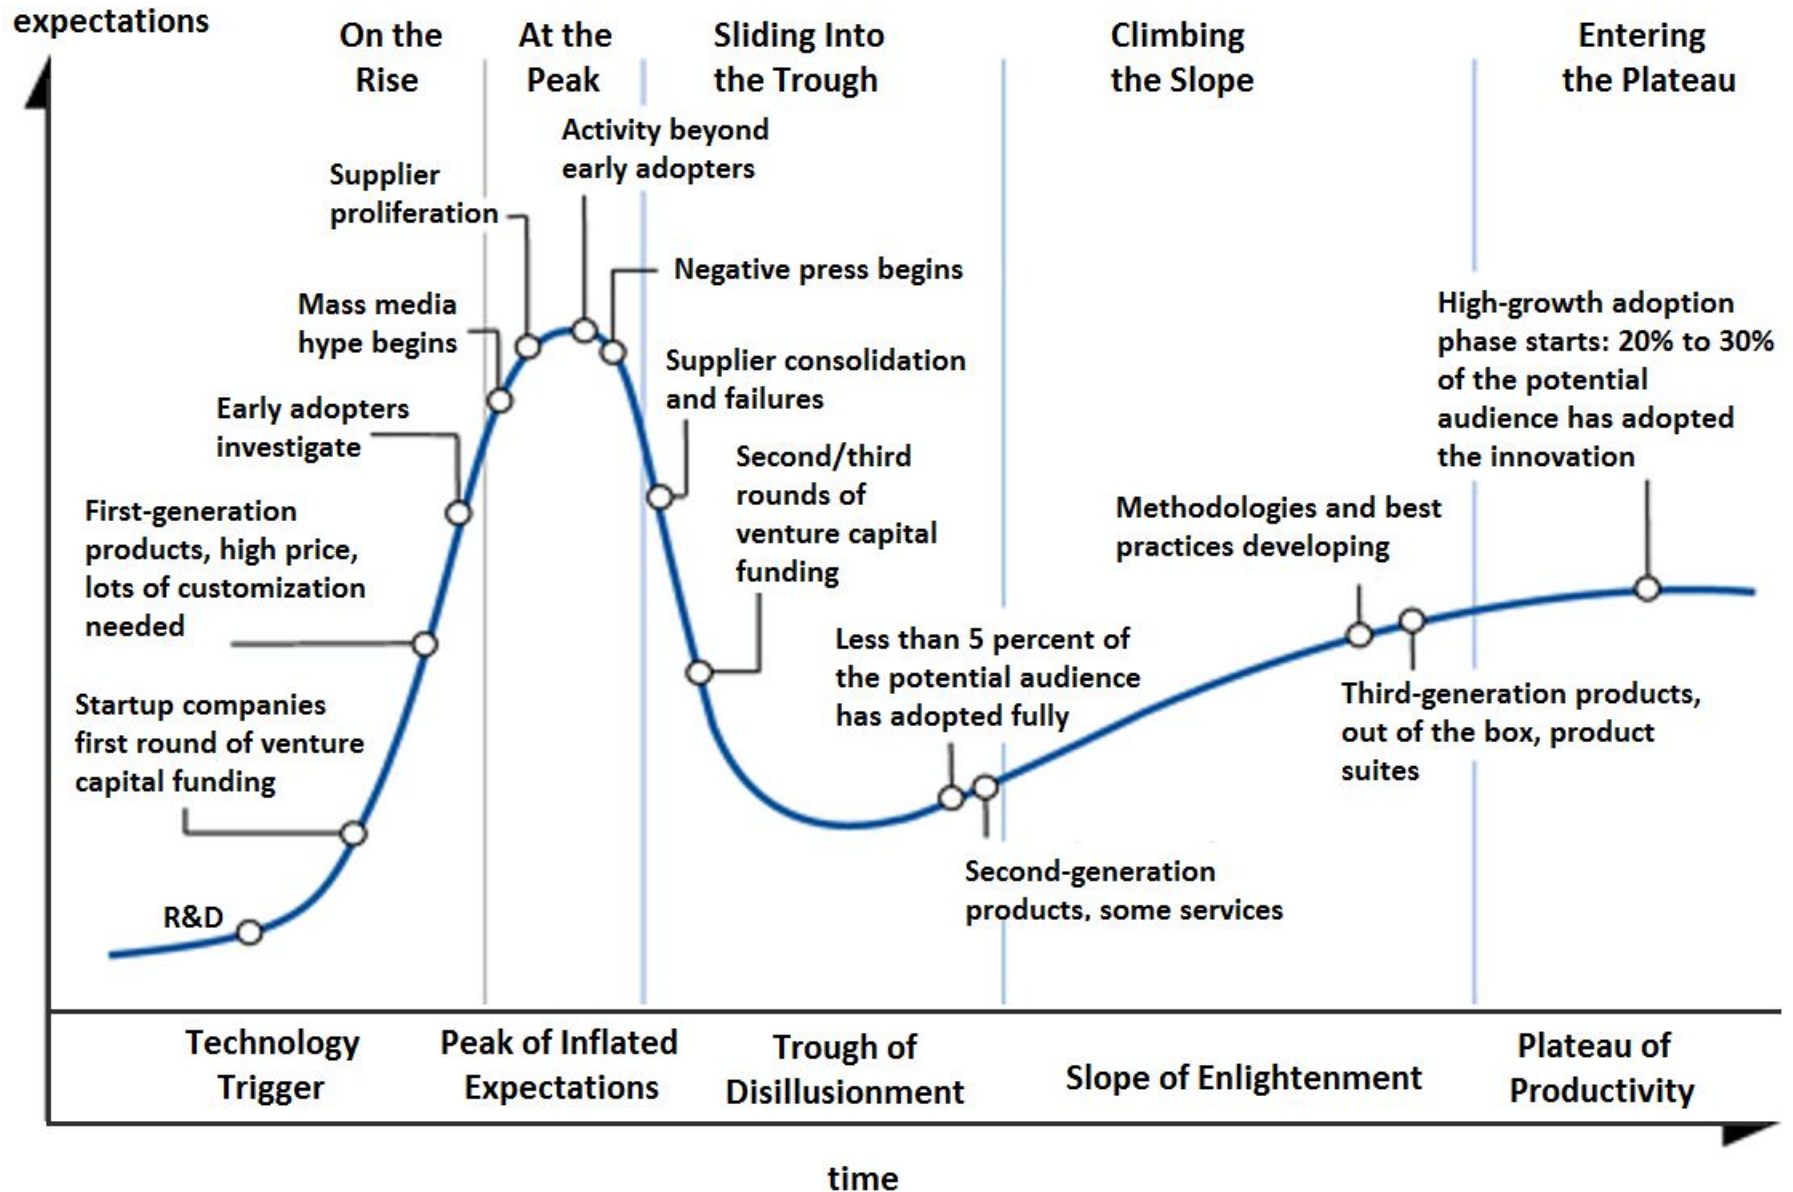 expectations
On the
Rise
At the
Peak
Sliding Into
the Trough
Climbing
the Slope
Entering
the Plateau
Activity beyond
early adopters
Supplier
proliferation
Negative press begins
Mass media
hype begins
Supplier consolidation
and failures
Early adopters
investigate
Second/third
rounds of
venture capital
funding
First-generation
products, high price,
lots of customization
needed
Startup companies
first round of venture
capital funding
R&D
Less than 5 percent of
the potential audience
has adopted fully
Second-generation
products, some services
Methodologies and best
practices developing
Third-generation products,
out of the box, product
suites
High-growth adoption
phase starts: 20% to 30%
of the potential
audience has adopted
the innovation
Technology
Trigger
Peak of Inflated
Expectations
Trough of
Disillusionment
Slope of Enlightenment
Plateau of
Productivity
time